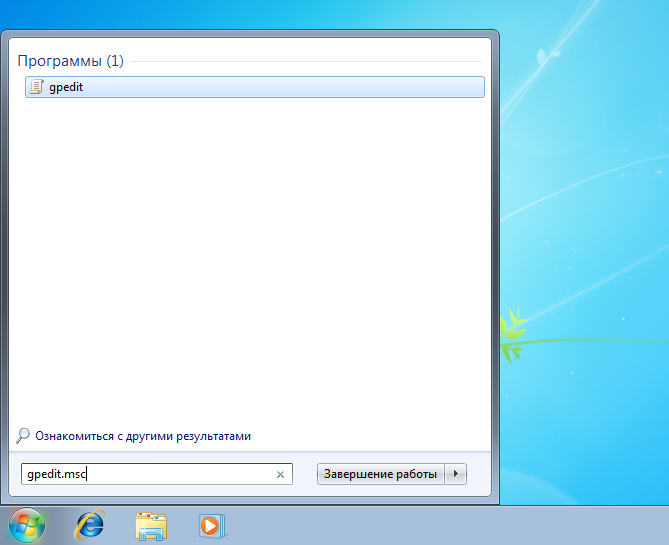 Программы (1)
gpedit
Ознакомиться с другими результатами
gpedit.msc
Завершение работы